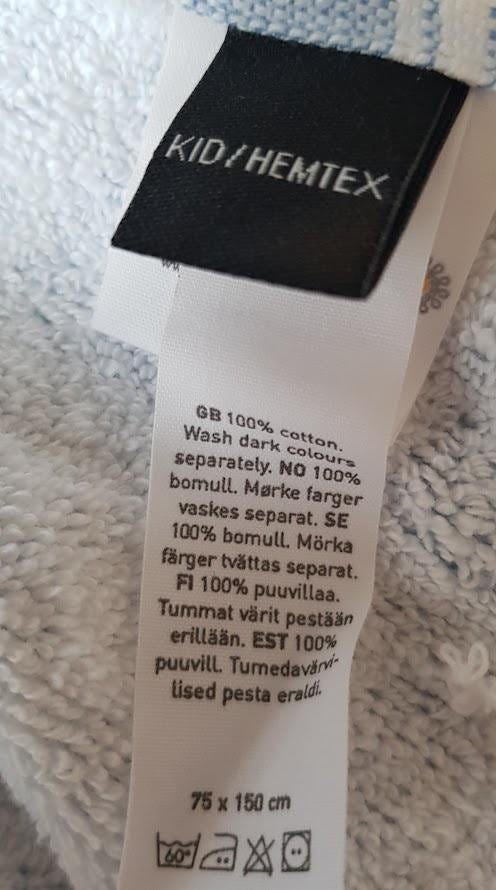 KID/HEMTEX
GB 100% cotton.
Wash dark colours
separately. NO 100%
bomull. Mørke farger
vaskes separat. SE
100% bomull. Mörka
färger tvättas separat.
FI 100% puuvillaa.
Tummat värit pestään
erillään. EST 100%
puuvill. Tumedavärvi-
lised pesta eraldi.
75 x 150 cm
60°